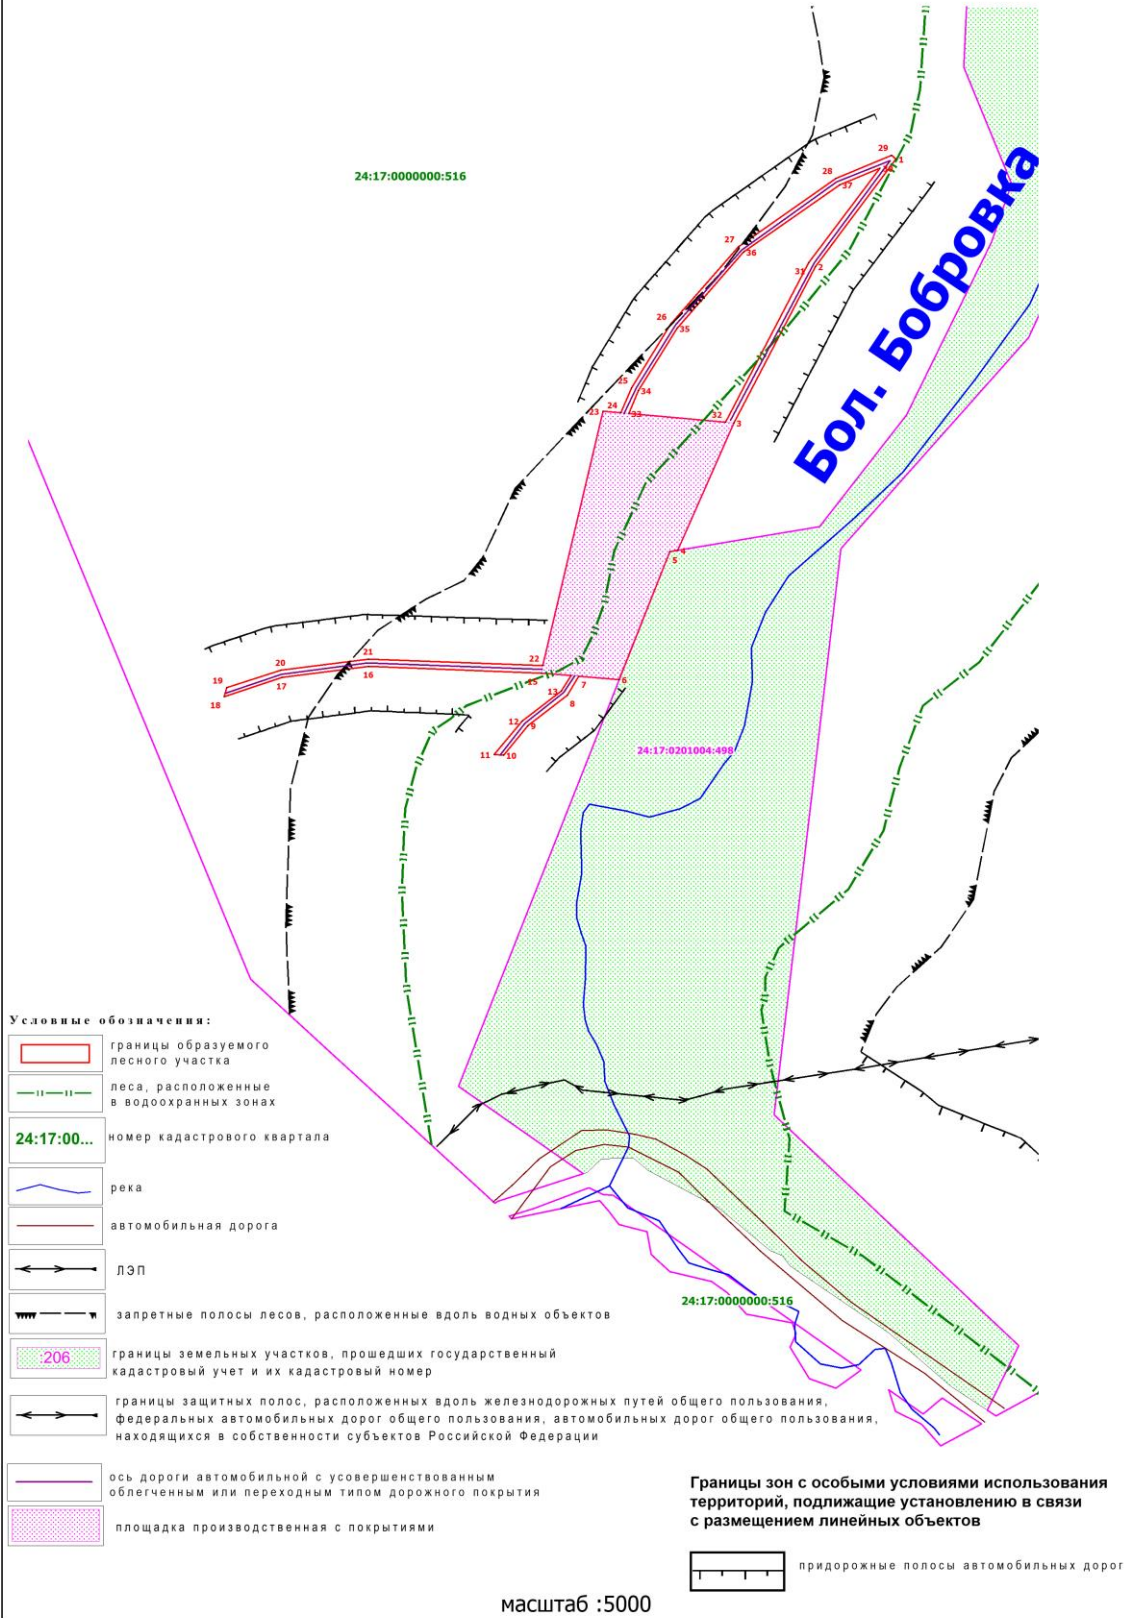 29
1
24:17:0000000:516
28
37
Бол. Бобровка
27
36
2
31
26
35
25
34
24
23
33
32
3
4
5
22
21
20
19
18
17
16
15
6
7
13
8
12
9
11
10
24:17:0201004:498
Условные обозначения:
границы образуемого
лесного участка
леса, расположенные
в водоохранных зонах
24:17:00...
номер кадастрового квартала
река
автомобильная дорога
ЛЭП
24:17:0000000:516
запретные полосы лесов, расположенные вдоль водных объектов
:206
границы земельных участков, прошедших государственный
кадастровый учет и их кадастровый номер
границы защитных полос, расположенных вдоль железнодорожных путей общего пользования,
федеральных автомобильных дорог общего пользования, автомобильных дорог общего пользования,
находящихся в собственности субъектов Российской Федерации
ось дороги автомобильной с усовершенствованным
облегченным или переходным типом дорожного покрытия
площадка производственная с покрытиями
Границы зон с особыми условиями использования
территорий, подлижащие установлению в связи
с размещением линейных объектов
придорожные полосы автомобильных дорог
масштаб :5000